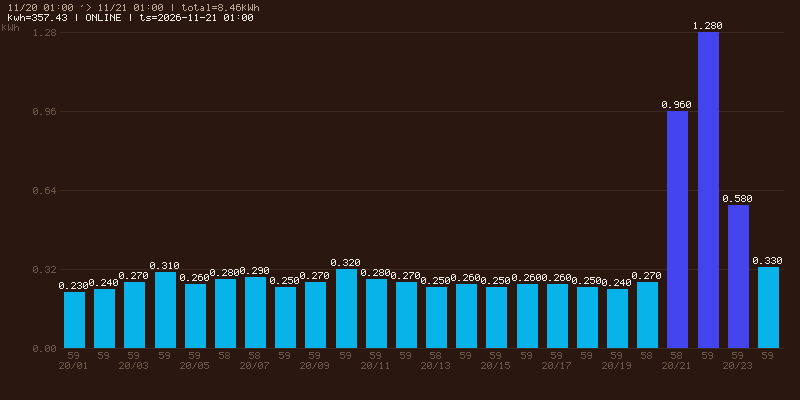 11/20 01:00 -> 11/21 01:00 | total=8.46kWh
Kwh=357.43 | ONLINE | ts=2026-11-21 01:00
kWh
1.28
0.96
0.64
0.32
0.00
0.230 0.240 0.270 0.310 0.260 0.280 0.290 0.250 0.270 0.320 0.280 0.270 0.250 0.260 0.250 0.260 0.260 0.250 0.240 0.270 0.960 1.280 0.580 0.330
59 59 59 59 59 58 58 59 59 59 59 59 58 59 59 59 59 59 59 58 58 59 59 59
20/01 20/03 20/05 20/07 20/09 20/11 20/13 20/15 20/17 20/19 20/21 20/23